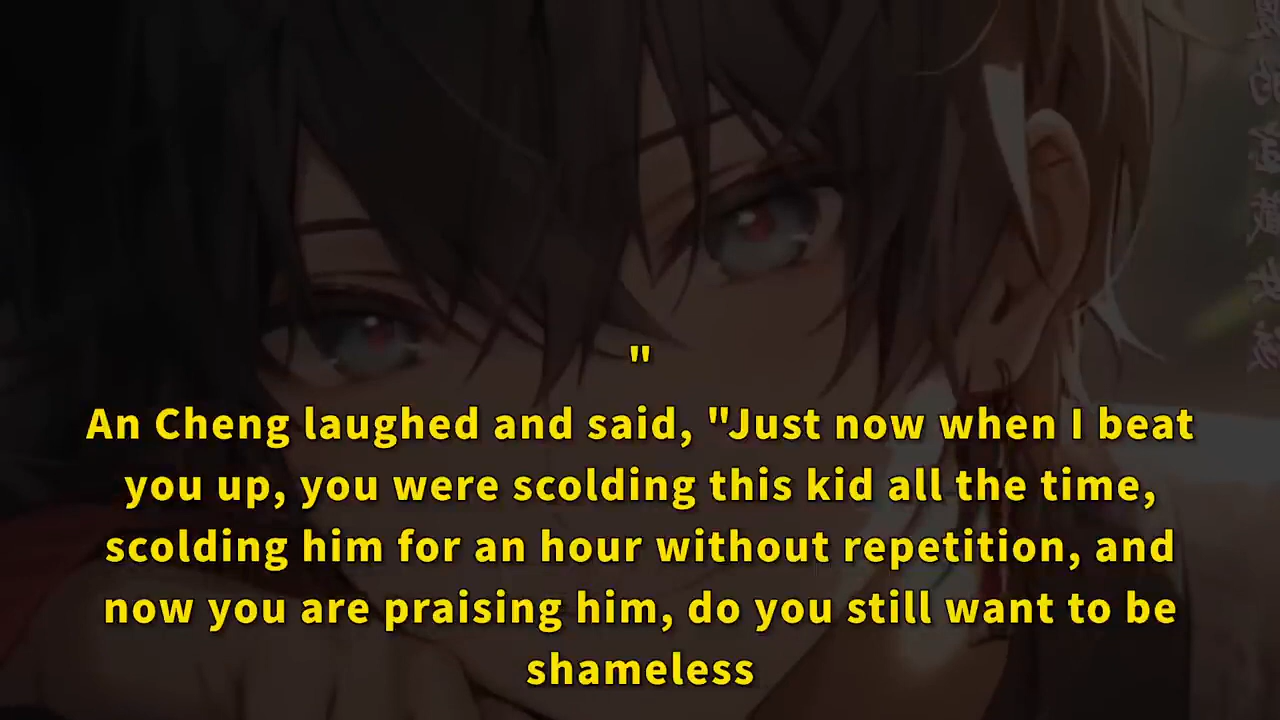 "
An Cheng laughed and said, "Just now when I beat
you up, you were scolding this kid all the time,
scolding him for an hour without repetition, and
now you are praising him, do you still want to be
shameless